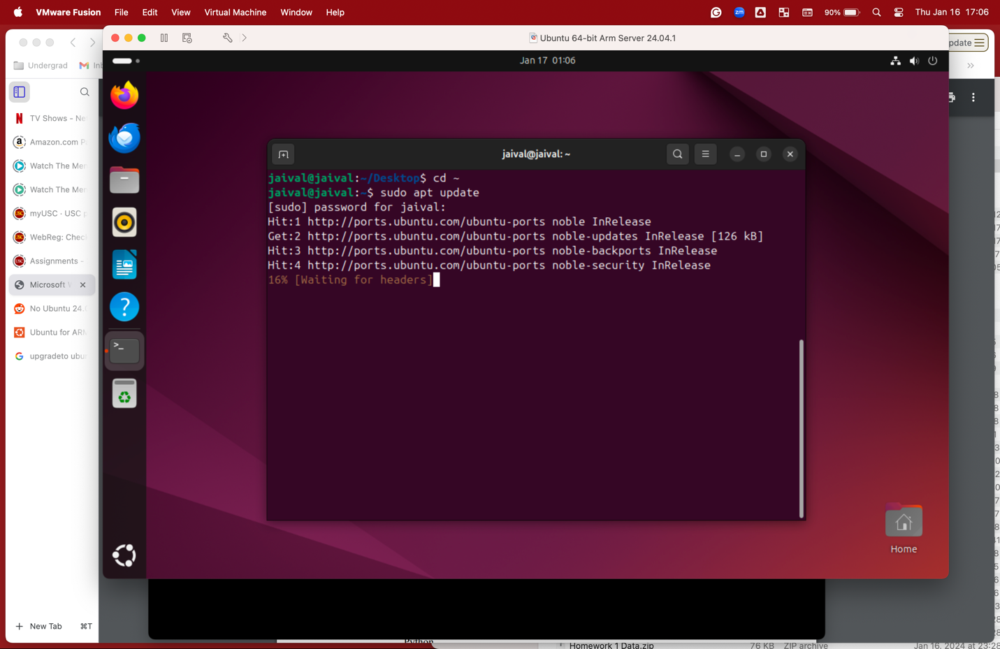 VMware Fusion File Edit View Virtual Machine Window Help
zm
90%
Thu Jan 16 17:06
Ubuntu 64-bit Arm Server 24.04.1
pdate
Undergrad
Jan 17 01:06
TV Shows - Ne
Amazon.com P
Watch The Mer
Watch The Mer
myUSC · USC p
WebReg: Chec
Assignments -
Microsoft W
No Ubuntu 24.0
Ubuntu for ARM
upgradeto ubun
New Tab ⌘T
jaival@jaival: ~
jaival@jaival:~/Desktop$ cd ~
jaival@jaival:~$ sudo apt update
[sudo] password for jaival:
Hit:1 http://ports.ubuntu.com/ubuntu-ports noble InRelease
Get:2 http://ports.ubuntu.com/ubuntu-ports noble-updates InRelease [126 kB]
Hit:3 http://ports.ubuntu.com/ubuntu-ports noble-backports InRelease
Hit:4 http://ports.ubuntu.com/ubuntu-ports noble-security InRelease
16% [Waiting for headers]
Home
Python
Homework 1 Data.zip 76 KB ZIP archive Jan 16, 2024 at 23:28